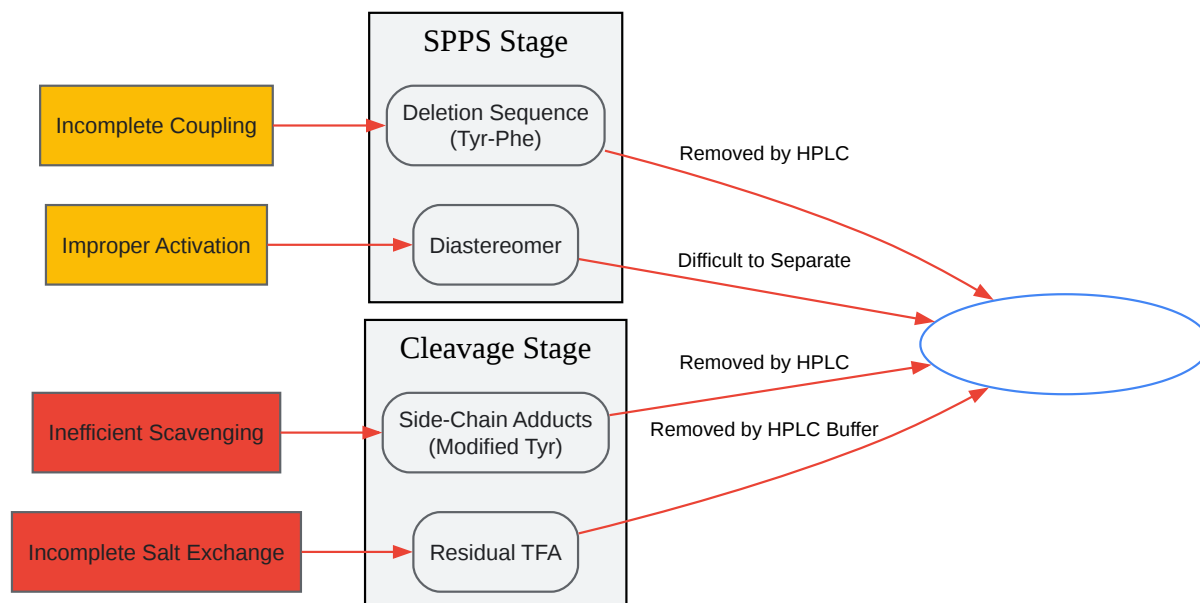 SPPS Stage
Incomplete Coupling
Deletion Sequence
(Tyr-Phe)
Removed by HPLC
Improper Activation
Diastereomer
Difficult to Separate
Cleavage Stage
Inefficient Scavenging
Side-Chain Adducts
(Modified Tyr)
Removed by HPLC
Incomplete Salt Exchange
Residual TFA
Removed by HPLC Buffer